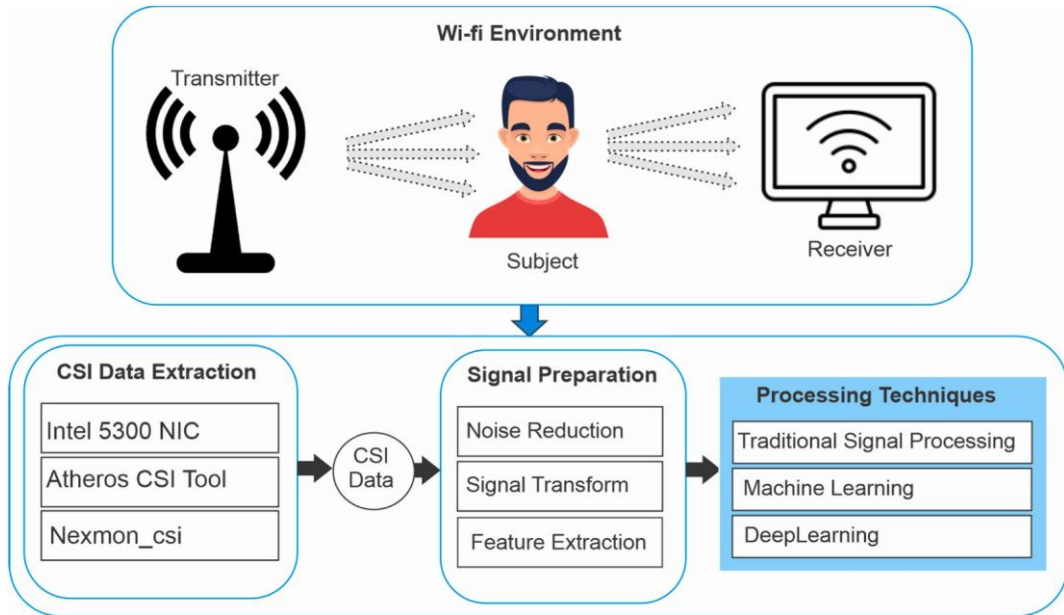 Wi-fi Environment
Transmitter
Subject
Receiver
CSI Data Extraction
Intel 5300 NIC
Atheros CSI Tool
Nexmon_csi
CSI
Data
Signal Preparation
Noise Reduction
Signal Transform
Feature Extraction
Processing Techniques
Traditional Signal Processing
Machine Learning
DeepLearning